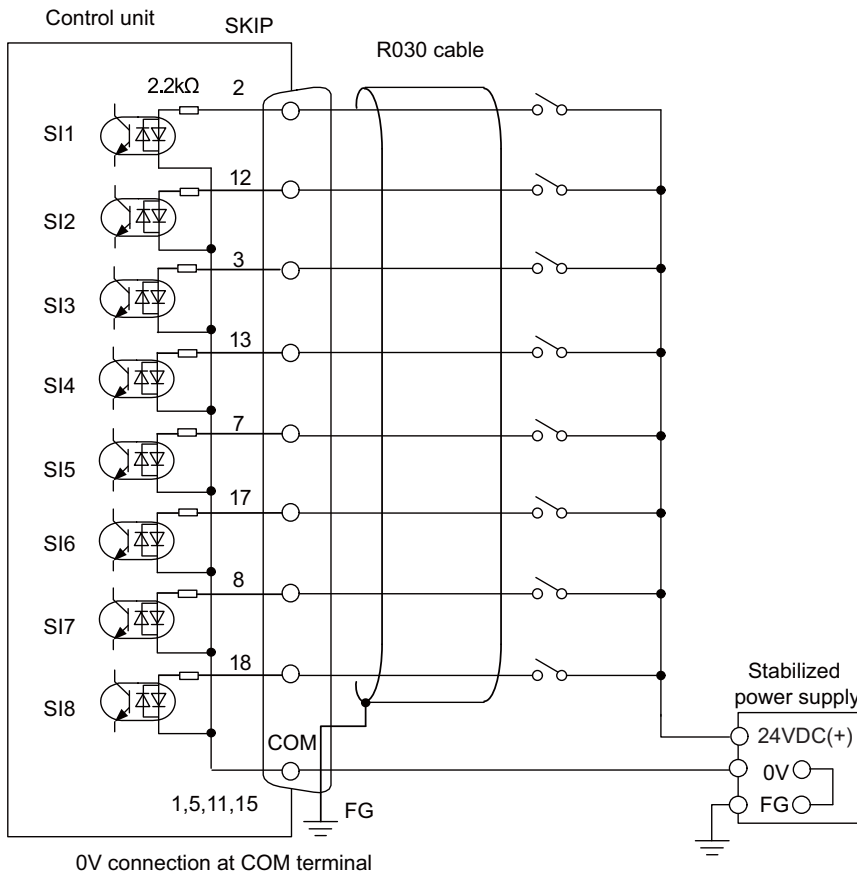 Control unit
SKIP
R030 cable
2.2kΩ
2
SI1
12
SI2
3
SI3
13
SI4
7
SI5
17
SI6
8
SI7
18
SI8
Stabilized
power supply
24VDC(+)
COM
0V
1,5,11,15
FG
FG
0V connection at COM terminal